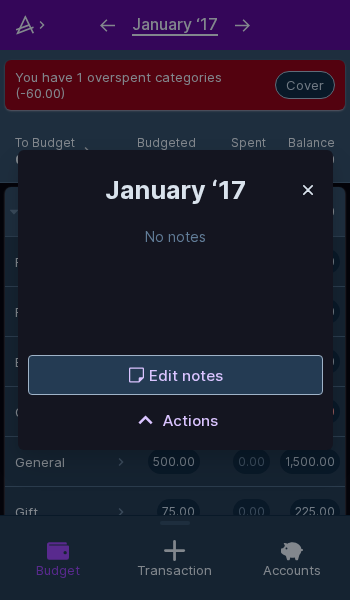 January ‘17
You have 1 overspent categories
(-60.00)
Cover
To Budget Budgeted Spent Balance
January ‘17
No notes
Edit notes
Actions
General 500.00 0.00 1,500.00
Gift 75.00 0.00 225.00
Budget Transaction Accounts